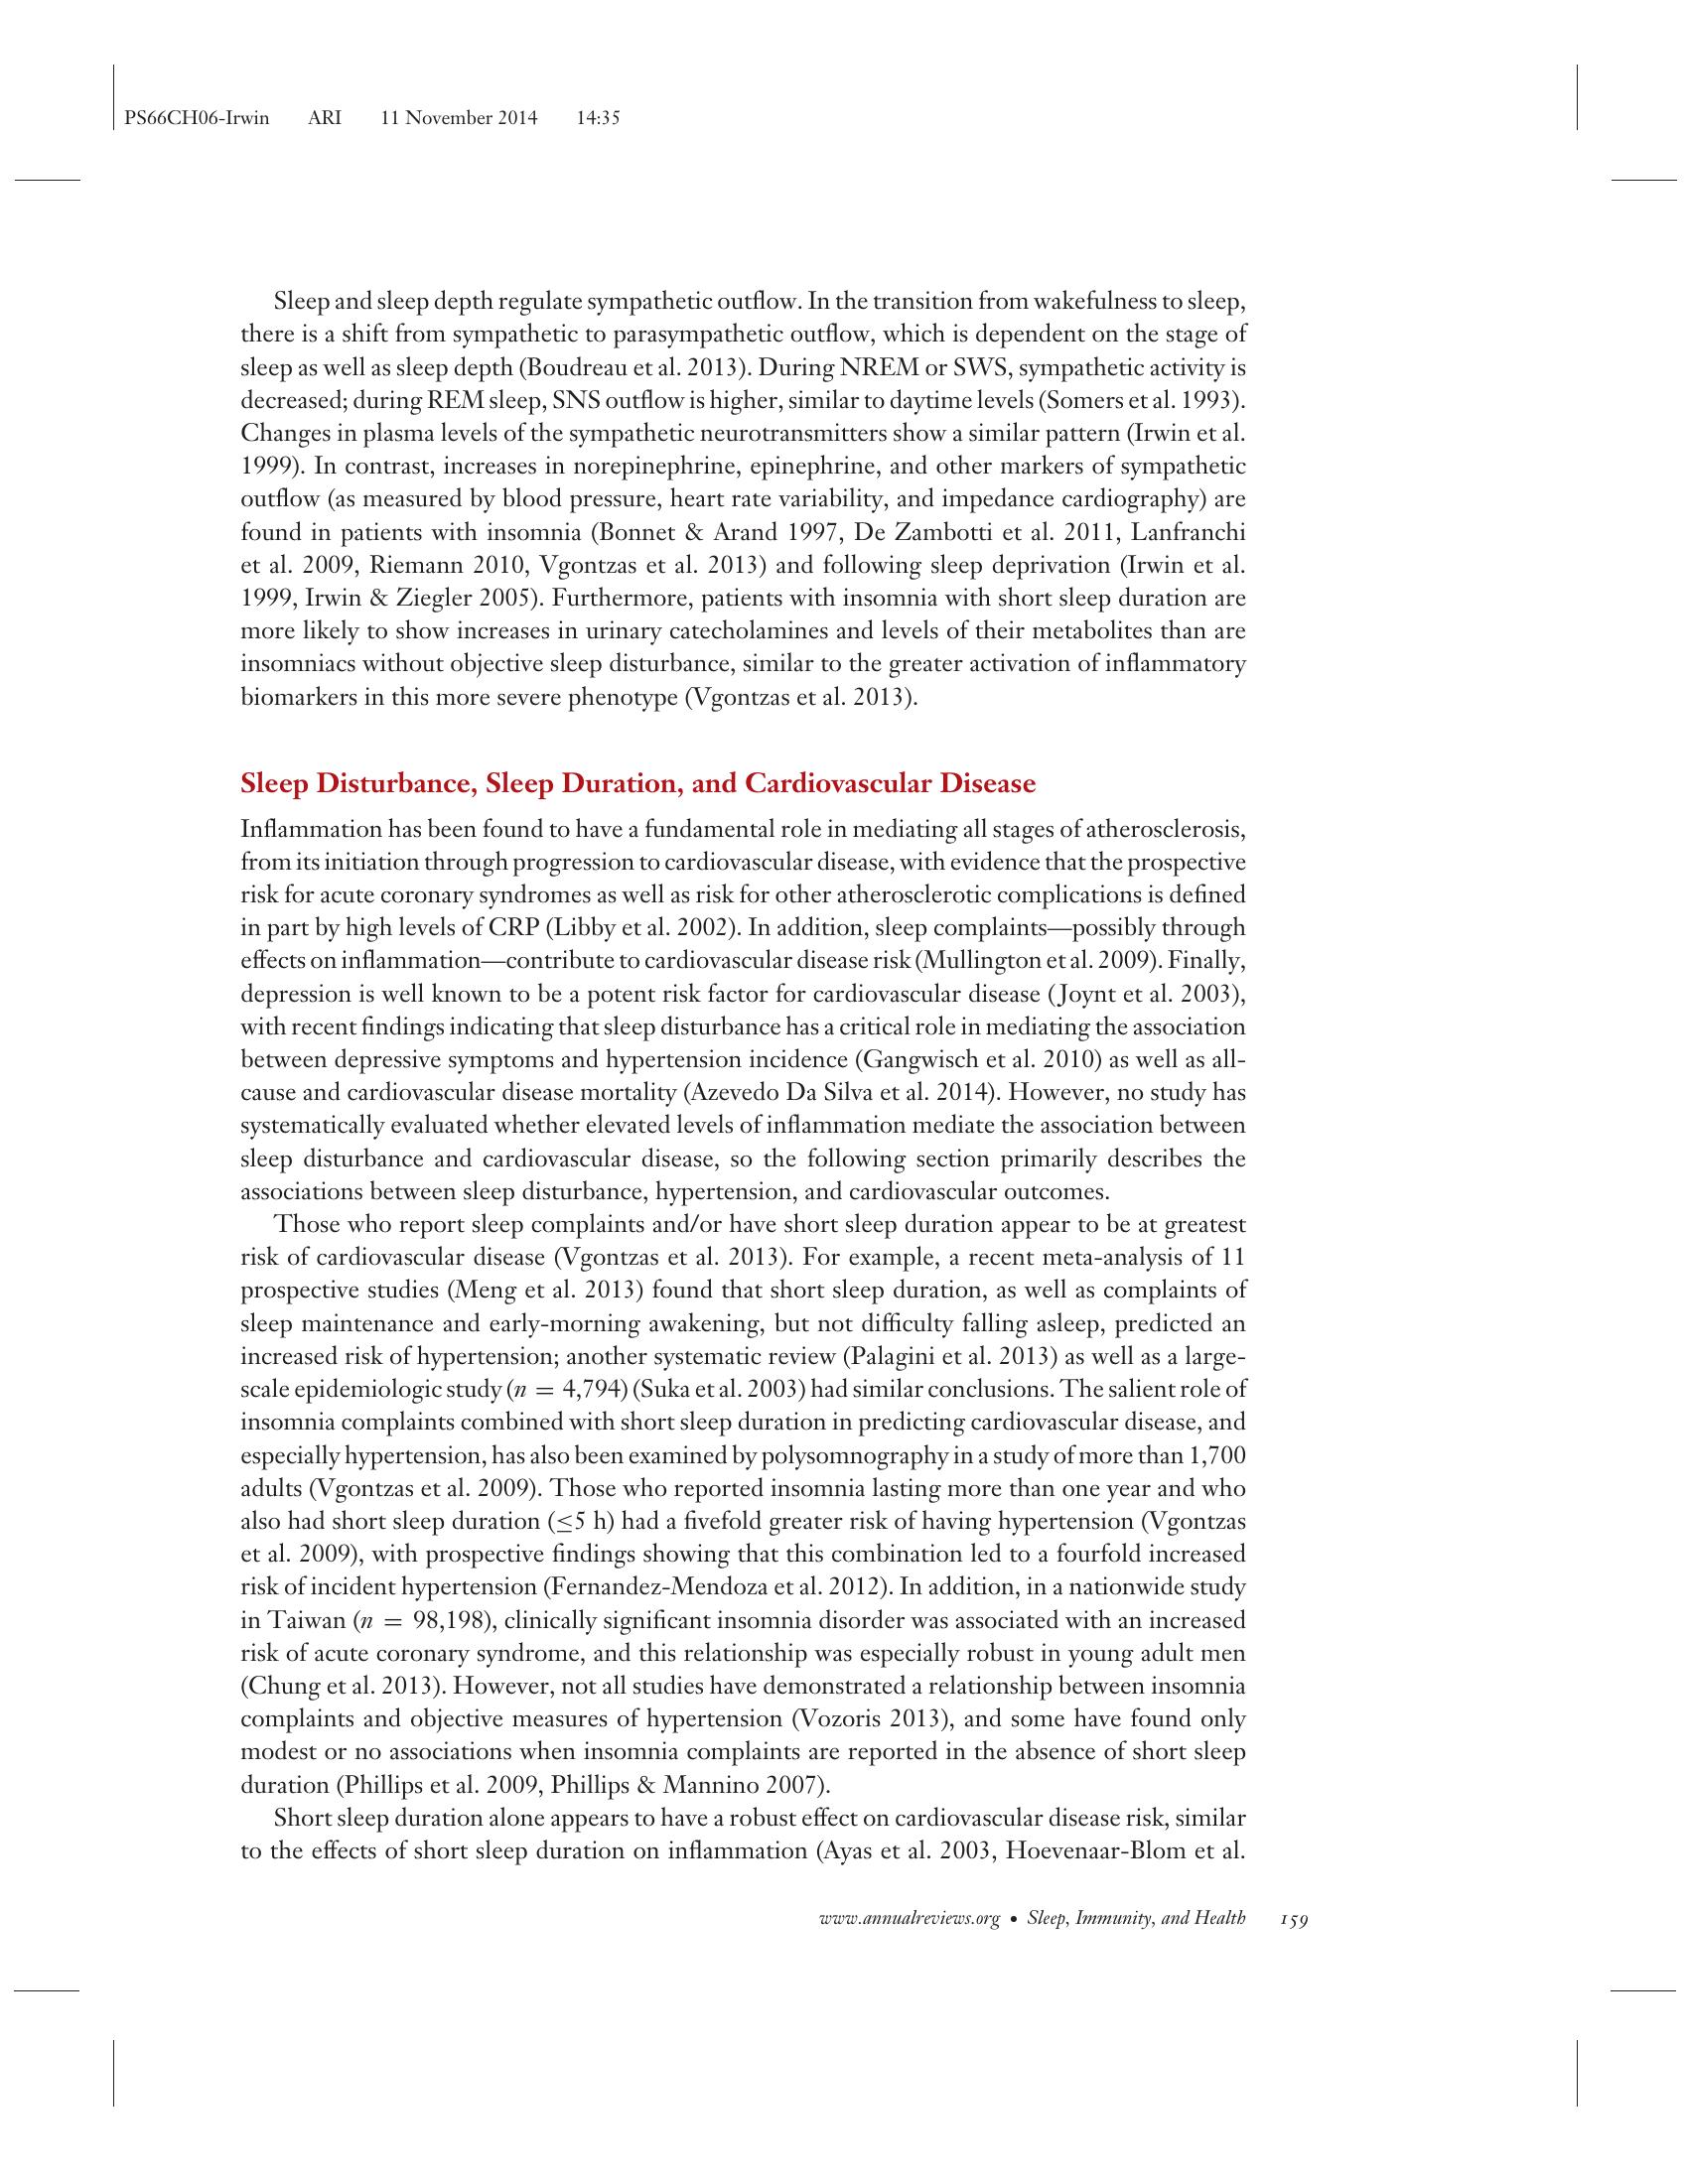 PS66CH06-Irwin ARI 11 November 2014 14:35
Sleep and sleep depth regulate sympathetic outflow. In the transition from wakefulness to sleep,
there is a shift from sympathetic to parasympathetic outflow, which is dependent on the stage of
sleep as well as sleep depth (Boudreau et al. 2013). During NREM or SWS, sympathetic activity is
decreased; during REM sleep, SNS outflow is higher, similar to daytime levels (Somers et al. 1993).
Changes in plasma levels of the sympathetic neurotransmitters show a similar pattern (Irwin et al.
1999). In contrast, increases in norepinephrine, epinephrine, and other markers of sympathetic
outflow (as measured by blood pressure, heart rate variability, and impedance cardiography) are
found in patients with insomnia (Bonnet & Arand 1997, De Zambotti et al. 2011, Lanfranchi
et al. 2009, Riemann 2010, Vgontzas et al. 2013) and following sleep deprivation (Irwin et al.
1999, Irwin & Ziegler 2005). Furthermore, patients with insomnia with short sleep duration are
more likely to show increases in urinary catecholamines and levels of their metabolites than are
insomniacs without objective sleep disturbance, similar to the greater activation of inflammatory
biomarkers in this more severe phenotype (Vgontzas et al. 2013).
Sleep Disturbance, Sleep Duration, and Cardiovascular Disease
Inflammation has been found to have a fundamental role in mediating all stages of atherosclerosis,
from its initiation through progression to cardiovascular disease, with evidence that the prospective
risk for acute coronary syndromes as well as risk for other atherosclerotic complications is defined
in part by high levels of CRP (Libby et al. 2002). In addition, sleep complaints—possibly through
effects on inflammation—contribute to cardiovascular disease risk (Mullington et al. 2009). Finally,
depression is well known to be a potent risk factor for cardiovascular disease (Joynt et al. 2003),
with recent findings indicating that sleep disturbance has a critical role in mediating the association
between depressive symptoms and hypertension incidence (Gangwisch et al. 2010) as well as all-
cause and cardiovascular disease mortality (Azevedo Da Silva et al. 2014). However, no study has
systematically evaluated whether elevated levels of inflammation mediate the association between
sleep disturbance and cardiovascular disease, so the following section primarily describes the
associations between sleep disturbance, hypertension, and cardiovascular outcomes.
Those who report sleep complaints and/or have short sleep duration appear to be at greatest
risk of cardiovascular disease (Vgontzas et al. 2013). For example, a recent meta-analysis of 11
prospective studies (Meng et al. 2013) found that short sleep duration, as well as complaints of
sleep maintenance and early-morning awakening, but not difficulty falling asleep, predicted an
increased risk of hypertension; another systematic review (Palagini et al. 2013) as well as a large-
scale epidemiologic study (n = 4,794) (Suka et al. 2003) had similar conclusions. The salient role of
insomnia complaints combined with short sleep duration in predicting cardiovascular disease, and
especially hypertension, has also been examined by polysomnography in a study of more than 1,700
adults (Vgontzas et al. 2009). Those who reported insomnia lasting more than one year and who
also had short sleep duration (≤5 h) had a fivefold greater risk of having hypertension (Vgontzas
et al. 2009), with prospective findings showing that this combination led to a fourfold increased
risk of incident hypertension (Fernandez-Mendoza et al. 2012). In addition, in a nationwide study
in Taiwan (n = 98,198), clinically significant insomnia disorder was associated with an increased
risk of acute coronary syndrome, and this relationship was especially robust in young adult men
(Chung et al. 2013). However, not all studies have demonstrated a relationship between insomnia
complaints and objective measures of hypertension (Vozoris 2013), and some have found only
modest or no associations when insomnia complaints are reported in the absence of short sleep
duration (Phillips et al. 2009, Phillips & Mannino 2007).
Short sleep duration alone appears to have a robust effect on cardiovascular disease risk, similar
to the effects of short sleep duration on inflammation (Ayas et al. 2003, Hoevenaar-Blom et al.
www.annualreviews.org • Sleep, Immunity, and Health 159